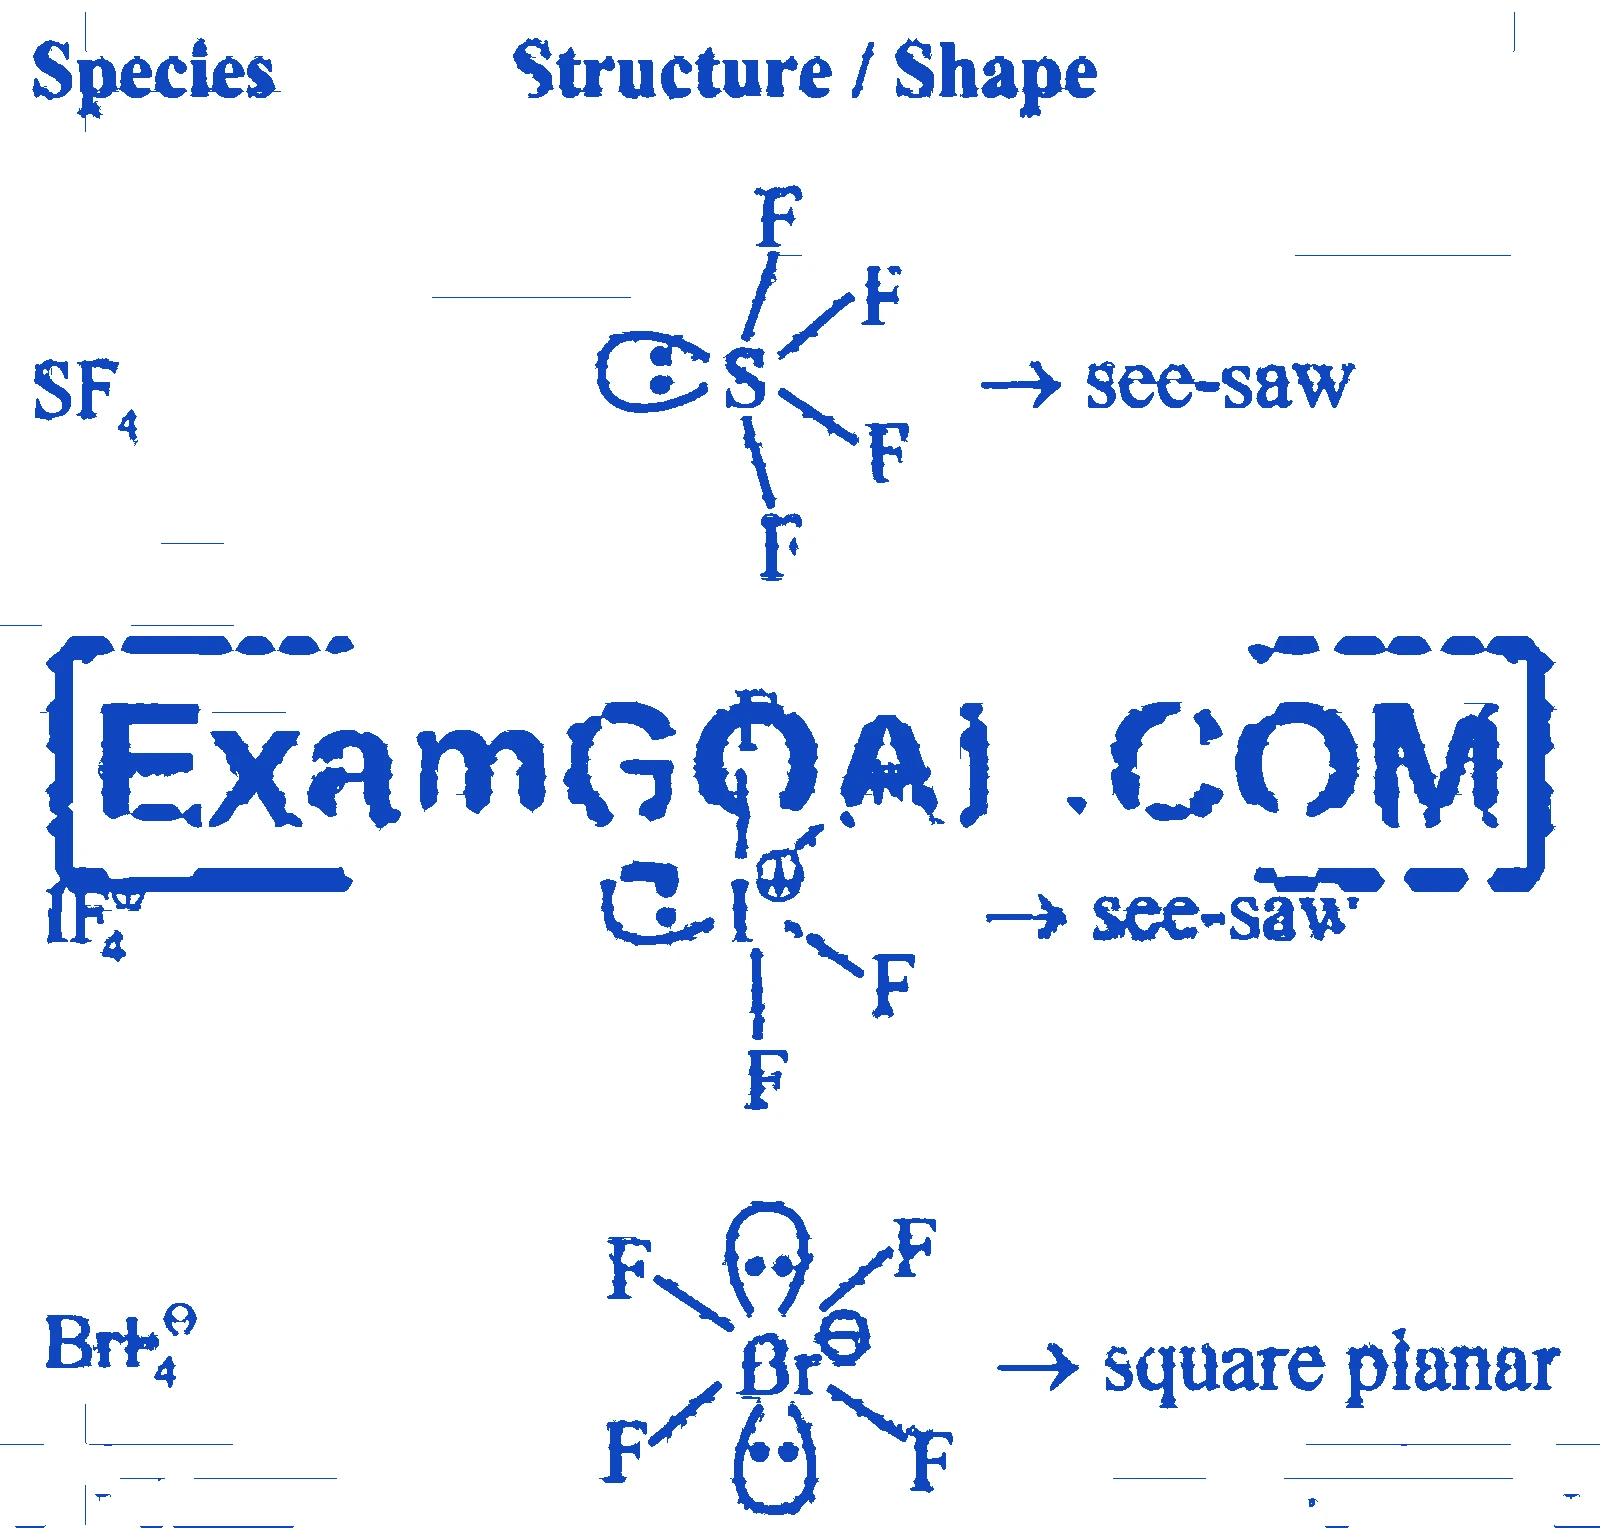 Species Structure / Shape
F
F
SF4 S → see-saw
F
F
F
ExamGOAL.COM
IF4⊕ I⊕ → see-saw
F
F
F F
BrF4⊖ Br⊖ → square planar
F F